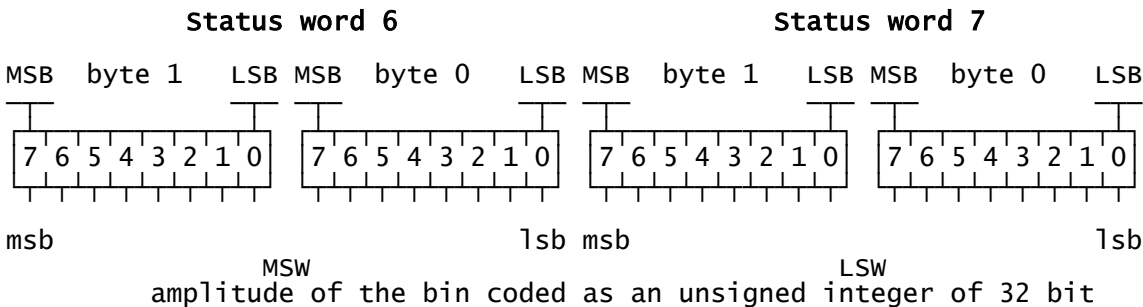 Status word 6 Status word 7
MSB byte 1 LSB MSB byte 0 LSB MSB byte 1 LSB MSB byte 0 LSB
7 6 5 4 3 2 1 0 7 6 5 4 3 2 1 0 7 6 5 4 3 2 1 0 7 6 5 4 3 2 1 0
msb lsb msb lsb
MSW LSW
amplitude of the bin coded as an unsigned integer of 32 bit